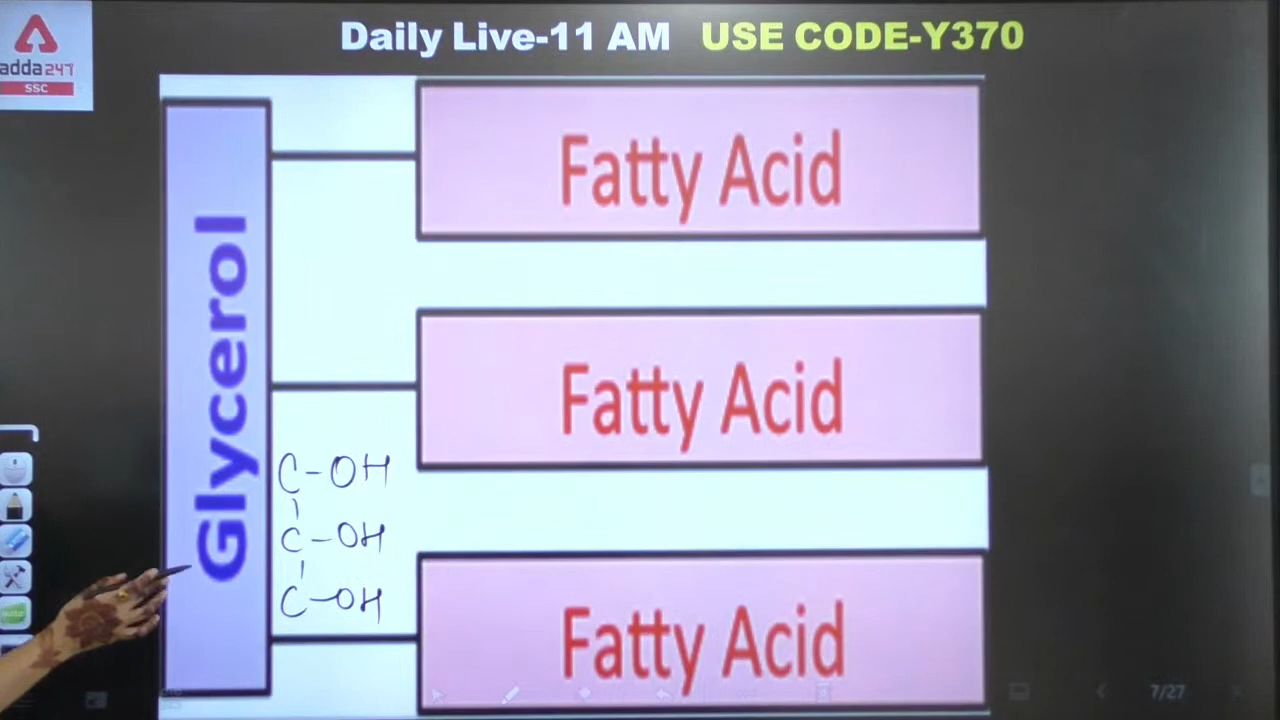 Daily Live-11 AM USE CODE-Y370
adda247
SSC
Glycerol
Fatty Acid
Fatty Acid
C-OH
C-OH
C-OH
Fatty Acid
7/27